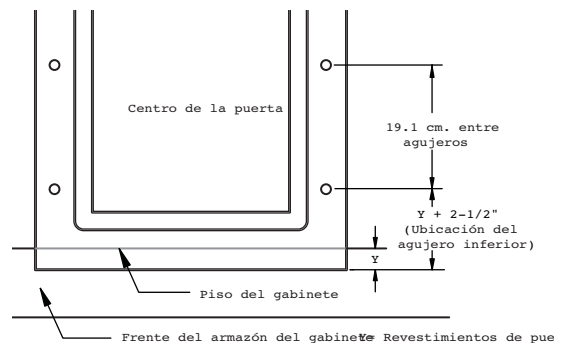 Centro de la puerta
19.1 cm. entre
agujeros
Y + 2-1/2"
(Ubicación del
agujero inferior)
Y
Piso del gabinete
Frente del armazón del gabinete
Y= Revestimientos de pue